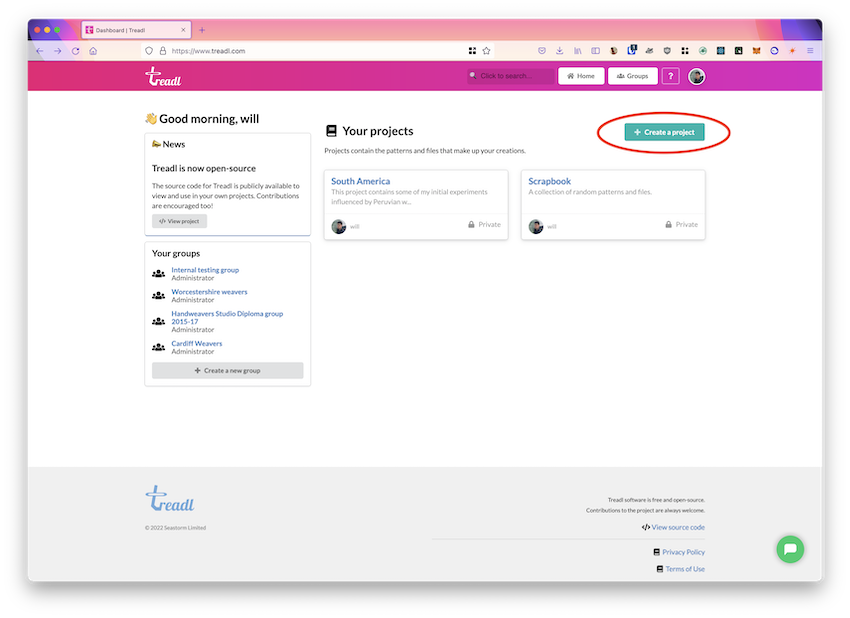 Dashboard | Treadl
https://www.treadl.com
treadl
Click to search...
Home
Groups
?
Good morning, will
News
Treadl is now open-source
The source code for Treadl is publicly available to
view and use in your own projects. Contributions
are encouraged too!
</> View project
Your groups
Internal testing group
Administrator
Worcestershire weavers
Administrator
Handweavers Studio Diploma group
2015-17
Administrator
Cardiff Weavers
Administrator
Create a new group
Your projects
Create a project
Projects contain the patterns and files that make up your creations.
South America
This project contains some of my initial experiments
influenced by Peruvian w...
will
Private
Scrapbook
A collection of random patterns and files.
will
Private
treadl
© 2022 Seastorm Limited
Treadl software is free and open-source.
Contributions to the project are always welcome.
</> View source code
Privacy Policy
Terms of Use